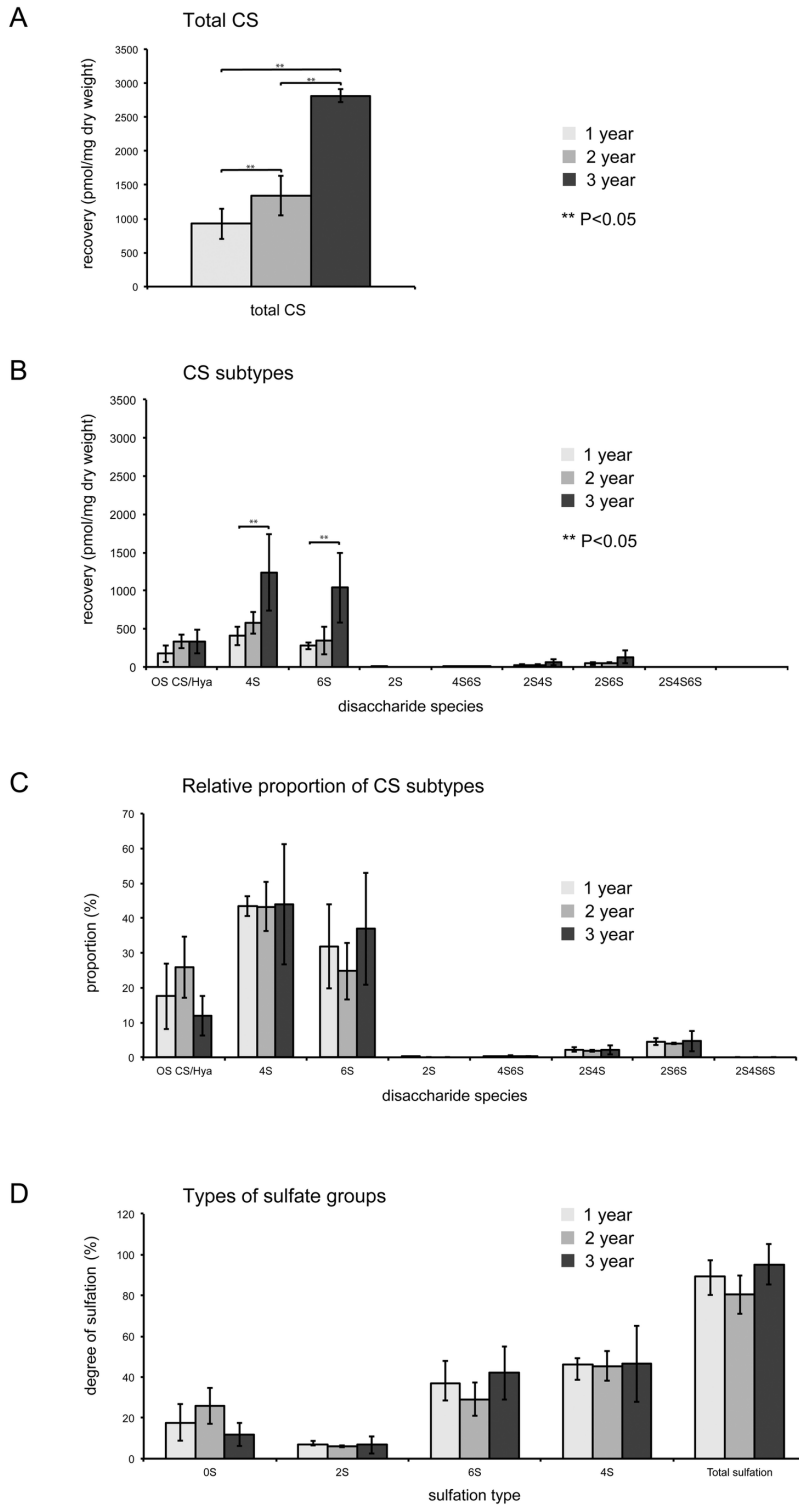 A
Total CS
recovery (pmol/mg dry weight)
3500
3000
2500
2000
1500
1000
500
0
**
**
**
total CS
1 year
2 year
3 year
** P<0.05
B
CS subtypes
recovery (pmol/mg dry weight)
3500
3000
2500
2000
1500
1000
500
0
**
**
OS CS/Hya 4S 6S 2S 4S6S 2S4S 2S6S 2S4S6S
disaccharide species
1 year
2 year
3 year
** P<0.05
C
Relative proportion of CS subtypes
proportion (%)
70
60
50
40
30
20
10
0
OS CS/Hya 4S 6S 2S 4S6S 2S4S 2S6S 2S4S6S
disaccharide species
1 year
2 year
3 year
D
Types of sulfate groups
degree of sulfation (%)
120
100
80
60
40
20
0
0S 2S 6S 4S Total sulfation
sulfation type
1 year
2 year
3 year